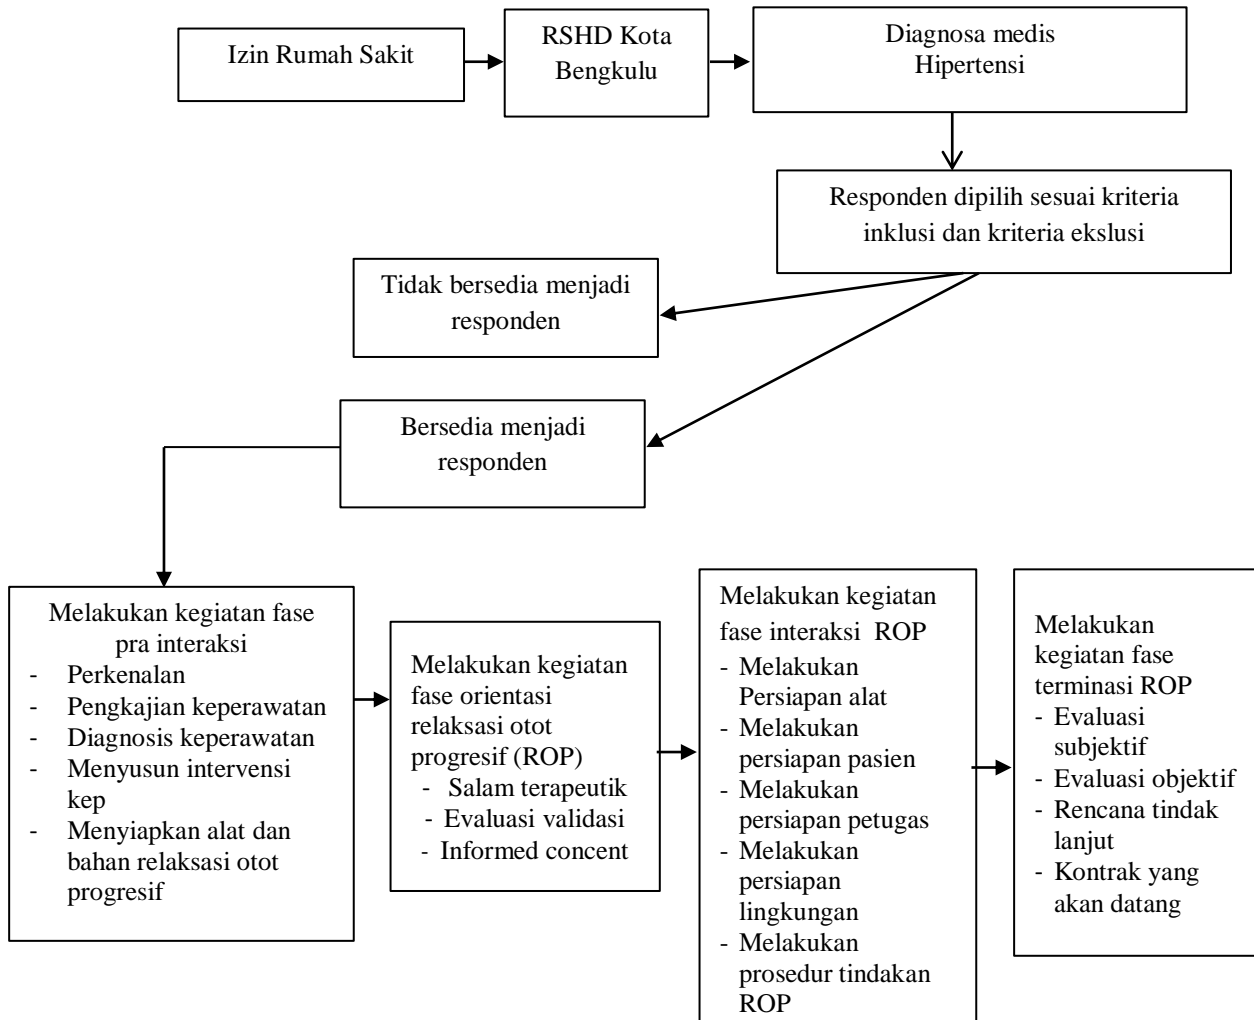 Izin Rumah Sakit
RSHD Kota
Bengkulu
Diagnosa medis
Hipertensi
Responden dipilih sesuai kriteria
inklusi dan kriteria ekslusi
Tidak bersedia menjadi
responden
Bersedia menjadi
responden
Melakukan kegiatan fase
pra interaksi
- Perkenalan
- Pengkajian keperawatan
- Diagnosis keperawatan
- Menyusun intervensi
kep
- Menyiapkan alat dan
bahan relaksasi otot
progresif
Melakukan kegiatan
fase orientasi
relaksasi otot
progresif (ROP)
- Salam terapeutik
- Evaluasi validasi
- Informed concent
Melakukan kegiatan
fase interaksi ROP
- Melakukan
Persiapan alat
- Melakukan
persiapan pasien
- Melakukan
persiapan petugas
- Melakukan
persiapan
lingkungan
- Melakukan
prosedur tindakan
ROP
Melakukan
kegiatan fase
terminasi ROP
- Evaluasi
subjektif
- Evaluasi objektif
- Rencana tindak
lanjut
- Kontrak yang
akan datang